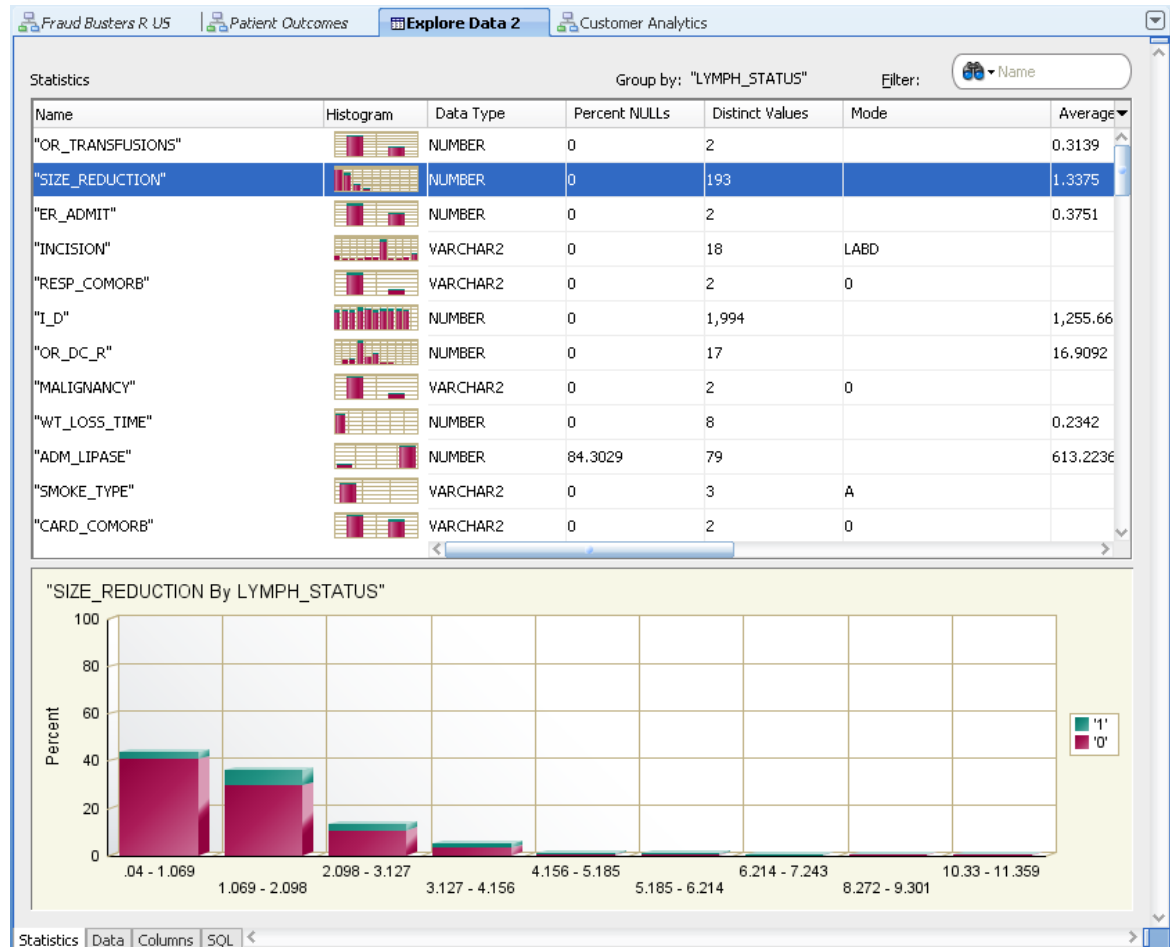 Fraud Busters R US Patient Outcomes Explore Data 2 Customer Analytics
Statistics Group by: "LYMPH_STATUS" Filter: Name
Name Histogram Data Type Percent NULLs Distinct Values Mode Average
"OR_TRANSFUSIONS" NUMBER 0 2 0.3139
"SIZE_REDUCTION" NUMBER 0 193 1.3375
"ER_ADMIT" NUMBER 0 2 0.3751
"INCISION" VARCHAR2 0 18 LABD
"RESP_COMORB" VARCHAR2 0 2 0
"I_D" NUMBER 0 1,994 1,255.66
"OR_DC_R" NUMBER 0 17 16.9092
"MALIGNANCY" VARCHAR2 0 2 0
"WT_LOSS_TIME" NUMBER 0 8 0.2342
"ADM_LIPASE" NUMBER 84.3029 79 613.2236
"SMOKE_TYPE" VARCHAR2 0 3 A
"CARD_COMORB" VARCHAR2 0 2 0
"SIZE_REDUCTION By LYMPH_STATUS"
100
80
60
40
20
0
Percent
'1'
'0'
.04 - 1.069 2.098 - 3.127 4.156 - 5.185 6.214 - 7.243 10.33 - 11.359
1.069 - 2.098 3.127 - 4.156 5.185 - 6.214 8.272 - 9.301
Statistics Data Columns SQL